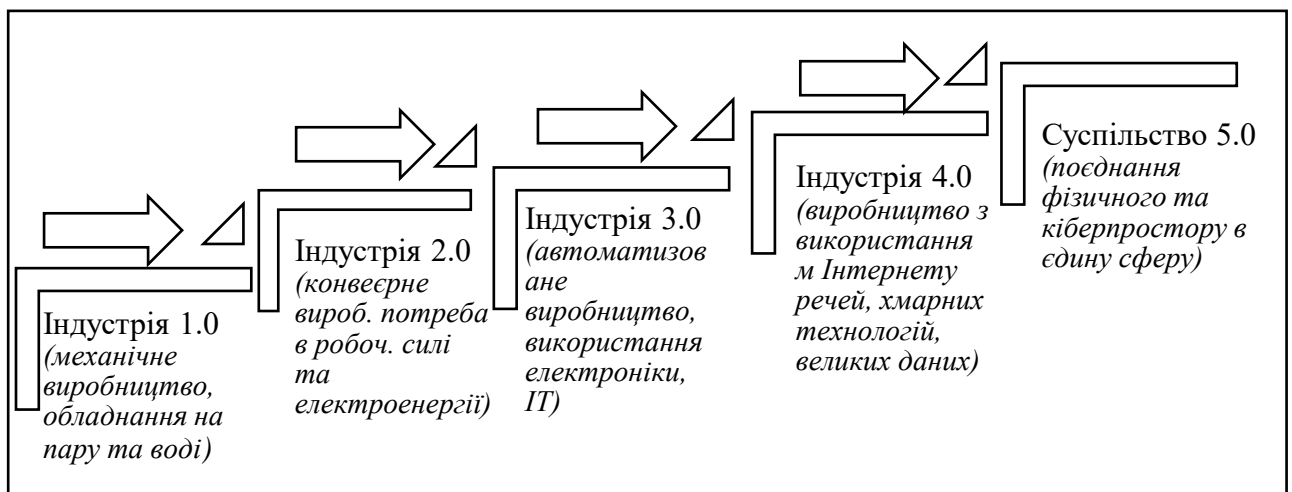 Індустрія 1.0
(механічне
виробництво,
обладнання на
пару та воді)
Індустрія 2.0
(конвеєрне
вироб. потреба
в робоч. силі
та
електроенергії)
Індустрія 3.0
(автоматизов
ане
виробництво,
використання
електроніки,
ІТ)
Індустрія 4.0
(виробництво з
використання
м Інтернету
речей, хмарних
технологій,
великих даних)
Суспільство 5.0
(поєднання
фізичного та
кіберпростору в
єдину сферу)